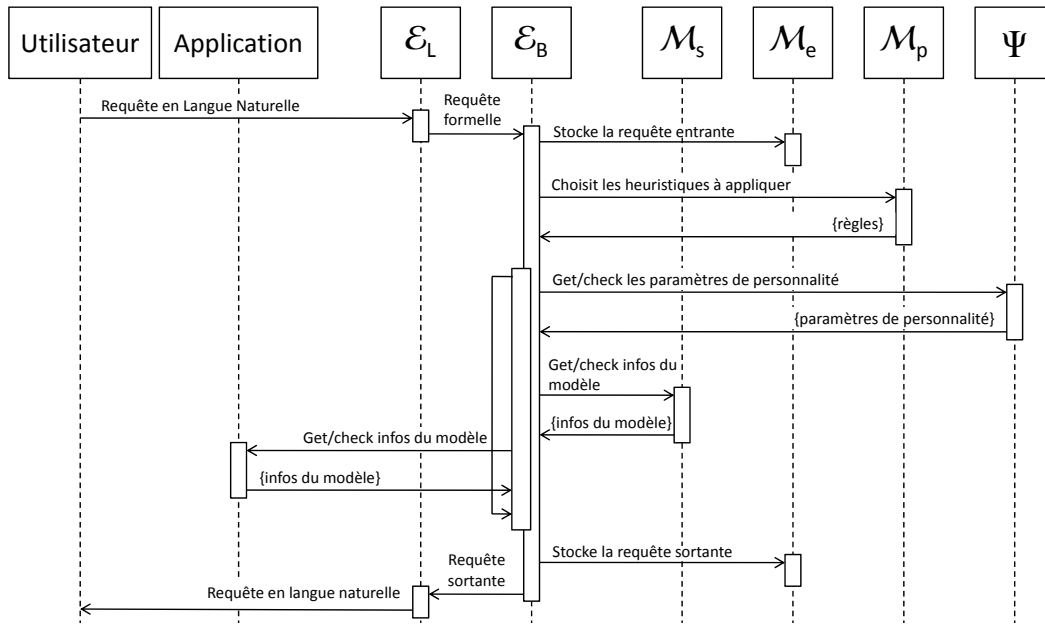 Utilisateur
Application
ℰL
ℰB
ℳs
ℳe
ℳp
Ψ
Requête en Langue Naturelle
Requête
formelle
Stocke la requête entrante
Choisit les heuristiques à appliquer
{règles}
Get/check les paramètres de personnalité
{paramètres de personnalité}
Get/check infos du
modèle
{infos du modèle}
Get/check infos du modèle
{infos du modèle}
Stocke la requête sortante
Requête
sortante
Requête en langue naturelle